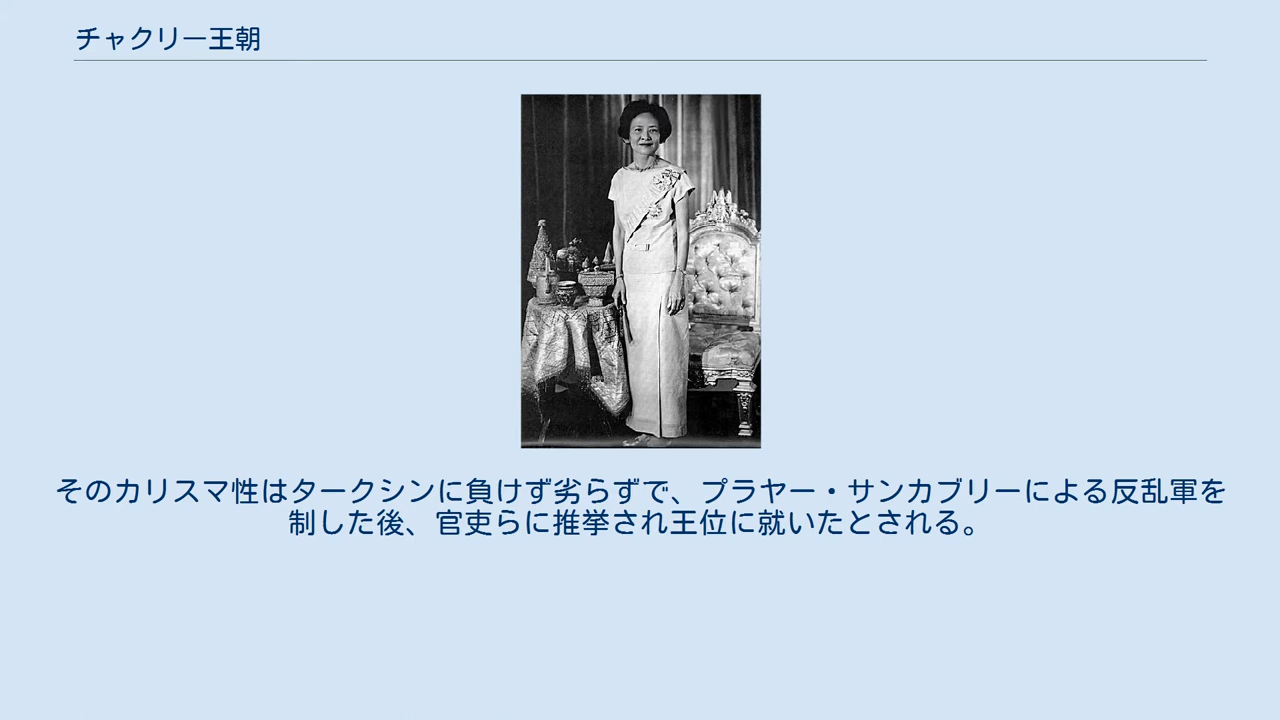 チャクリー王朝
そのカリスマ性はタークシンに負けず劣らずで、プラヤー・サンカブリーによる反乱軍を
制した後、官吏らに推挙され王位に就いたとされる。